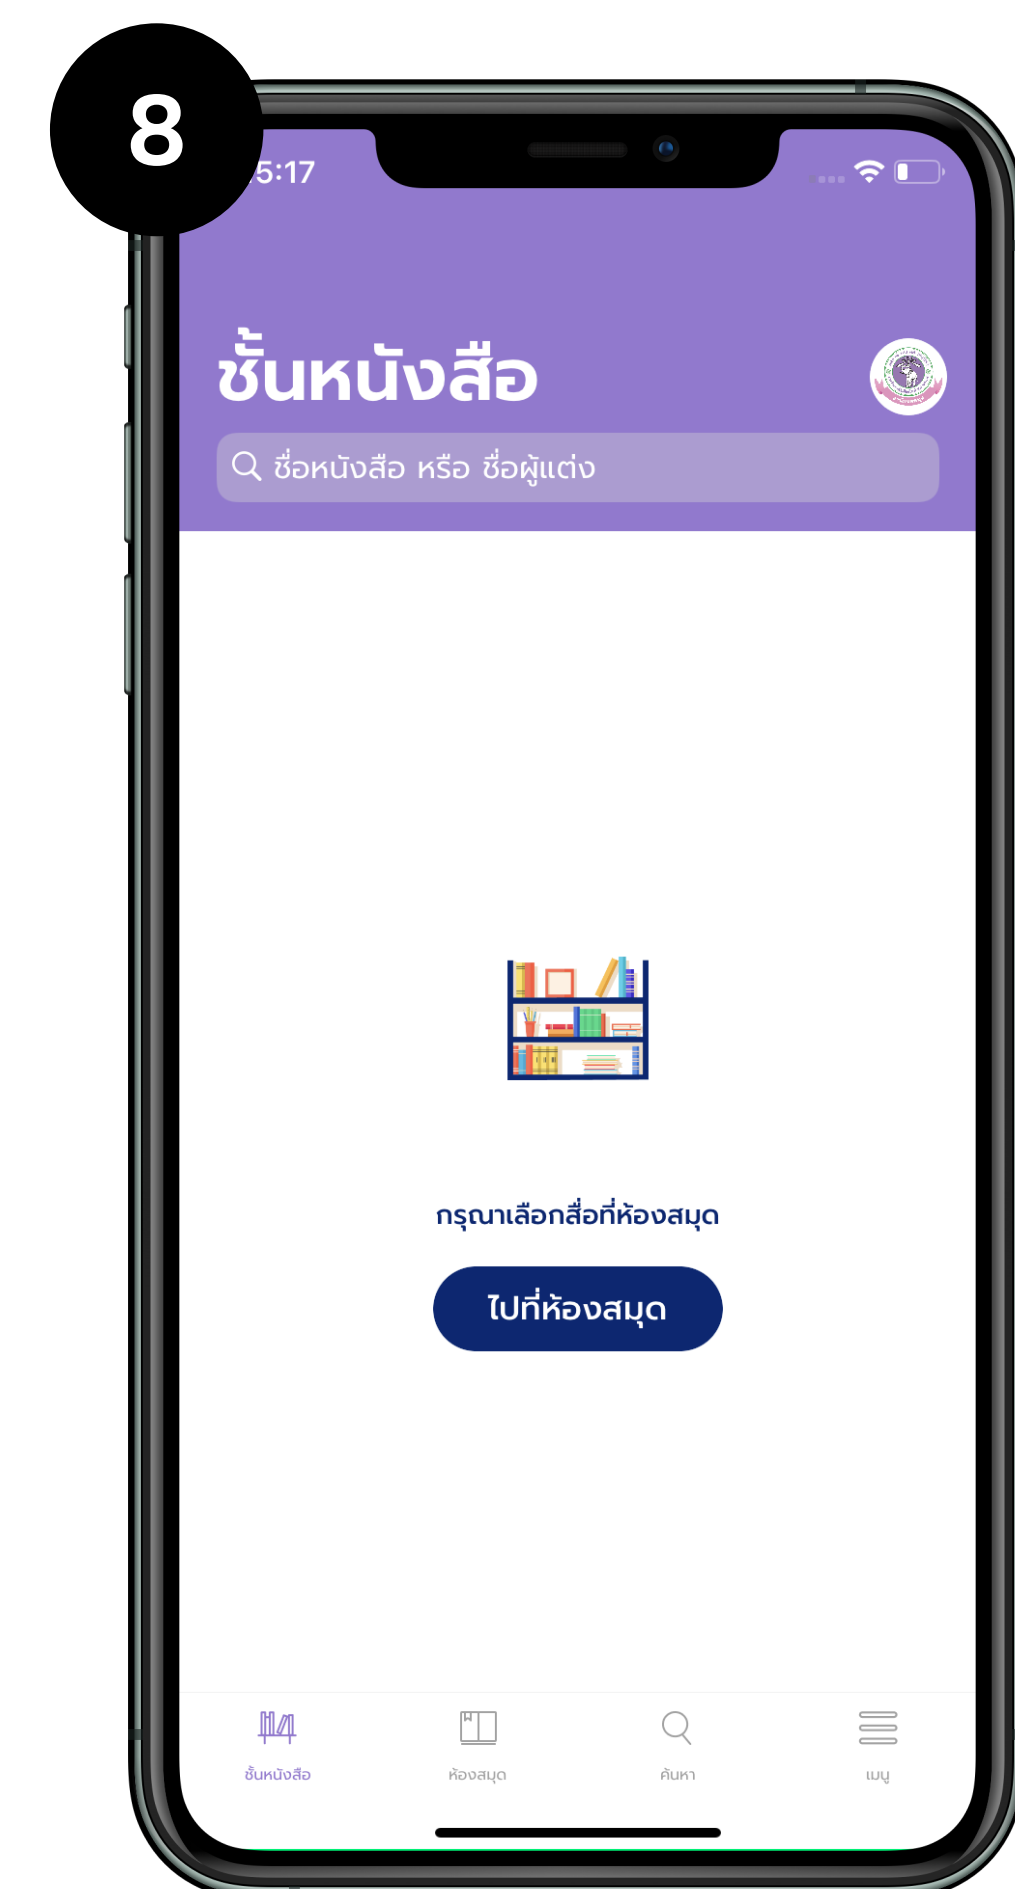 8
5:17
ชั้นหนังสือ
ชื่อหนังสือ หรือ ชื่อผู้แต่ง
กรุณาเลือกสื่อที่ห้องสมุด
ไปที่ห้องสมุด
ชั้นหนังสือ
ห้องสมุด
ค้นหา
เมนู